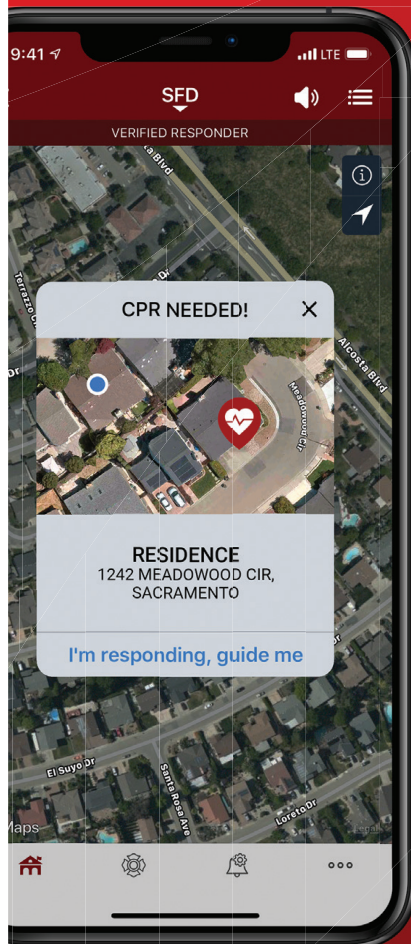 9:41
LTE
SFD
VERIFIED RESPONDER
Alcosta Blvd
CPR NEEDED!
Meadowood Cir
RESIDENCE
1242 MEADOWOOD CIR,
SACRAMENTO
I'm responding, guide me
El Suyo Dr
Santa Rosa Ave
Loreto Dr
Maps
Legal